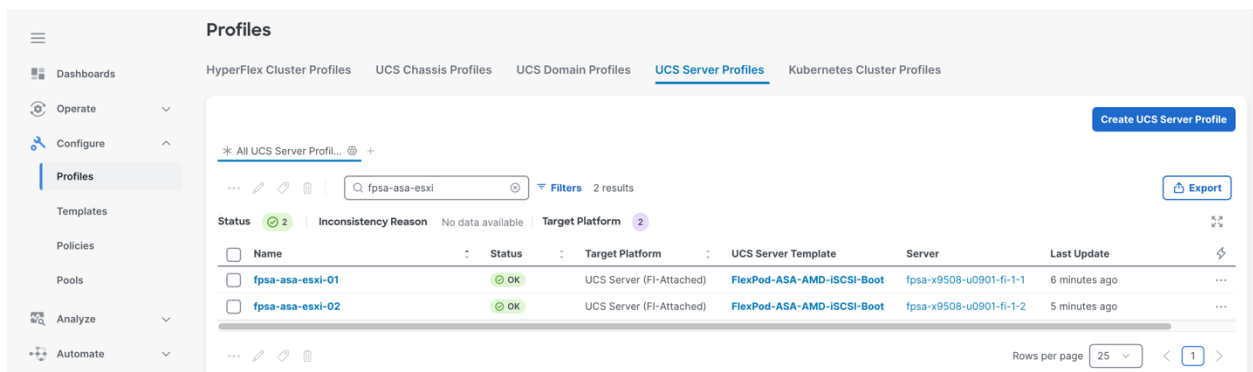 Profiles
HyperFlex Cluster Profiles UCS Chassis Profiles UCS Domain Profiles UCS Server Profiles Kubernetes Cluster Profiles
Dashboards
Operate
Configure
Profiles
Templates
Policies
Pools
Analyze
Automate
Create UCS Server Profile
All UCS Server Profil... +
fpsa-asa-esxi Filters 2 results Export
Status 2 Inconsistency Reason No data available Target Platform 2
Name Status Target Platform UCS Server Template Server Last Update
fpsa-asa-esxi-01 OK UCS Server (FI-Attached) FlexPod-ASA-AMD-iSCSI-Boot fpsa-x9508-u0901-fi-1-1 6 minutes ago ...
fpsa-asa-esxi-02 OK UCS Server (FI-Attached) FlexPod-ASA-AMD-iSCSI-Boot fpsa-x9508-u0901-fi-1-2 5 minutes ago ...
Rows per page 25 1